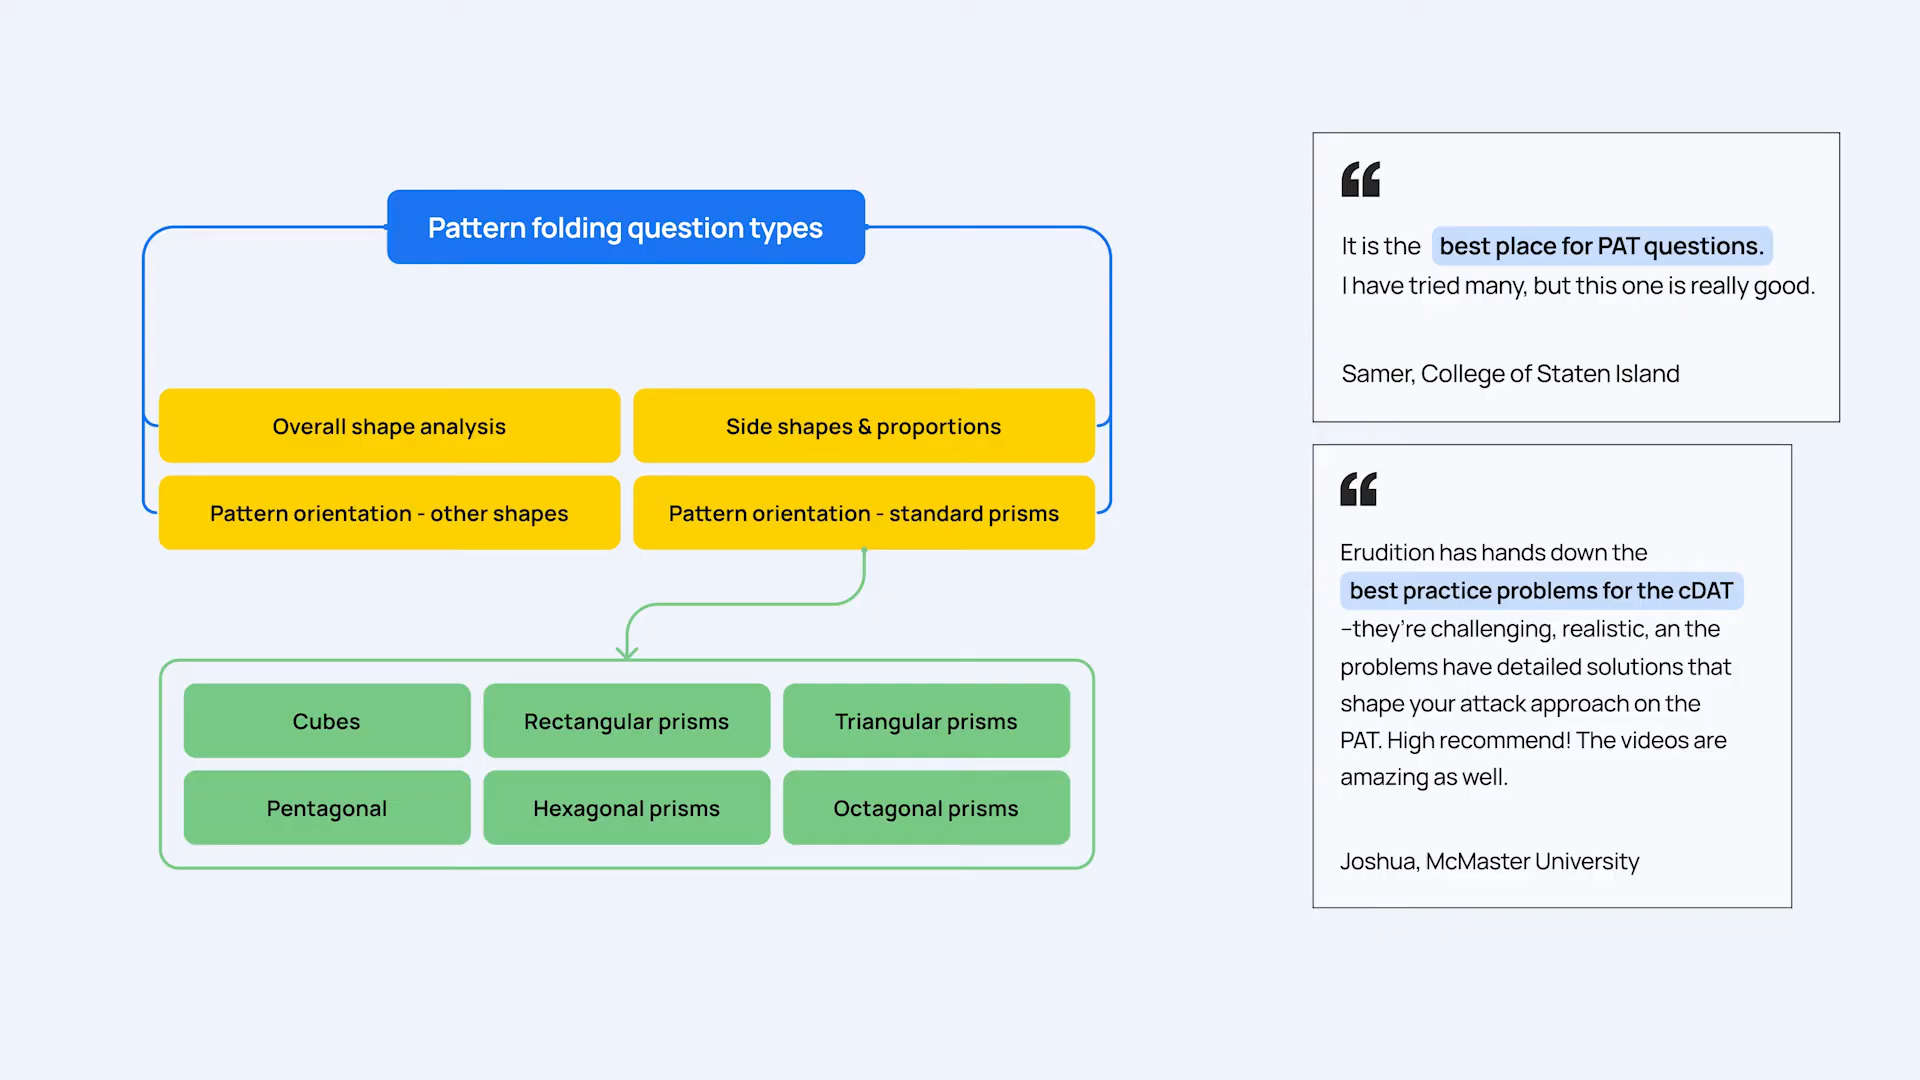 Pattern folding question types
Overall shape analysis
Side shapes & proportions
Pattern orientation - other shapes
Pattern orientation - standard prisms
Cubes
Rectangular prisms
Triangular prisms
Pentagonal
Hexagonal prisms
Octagonal prisms
“
It is the best place for PAT questions.
I have tried many, but this one is really good.
Samer, College of Staten Island
“
Erudition has hands down the
best practice problems for the cDAT
–they’re challenging, realistic, an the
problems have detailed solutions that
shape your attack approach on the
PAT. High recommend! The videos are
amazing as well.
Joshua, McMaster University